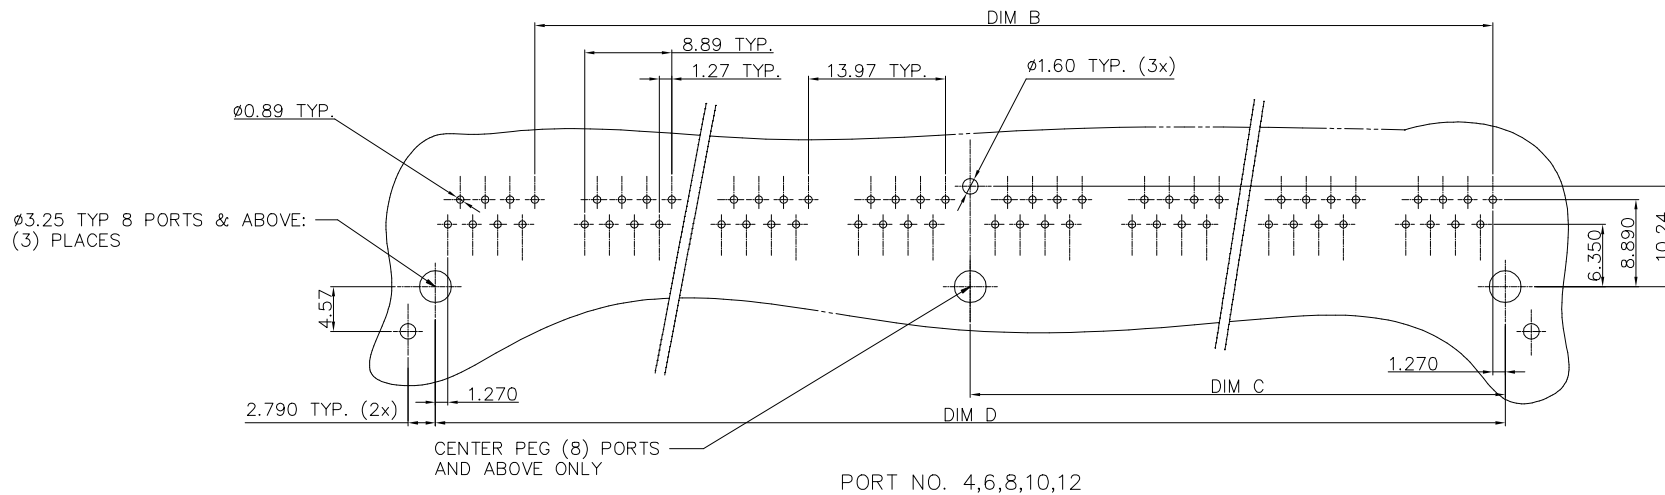 DIM B
8.89 TYP.
1.27 TYP.
13.97 TYP.
ø1.60 TYP. (3x)
ø0.89 TYP.
ø3.25 TYP 8 PORTS & ABOVE:
(3) PLACES
4.57
6.350
8.890
10.24
1.270
1.270
DIM C
2.790 TYP. (2x)
DIM D
CENTER PEG (8) PORTS
AND ABOVE ONLY
PORT NO. 4,6,8,10,12